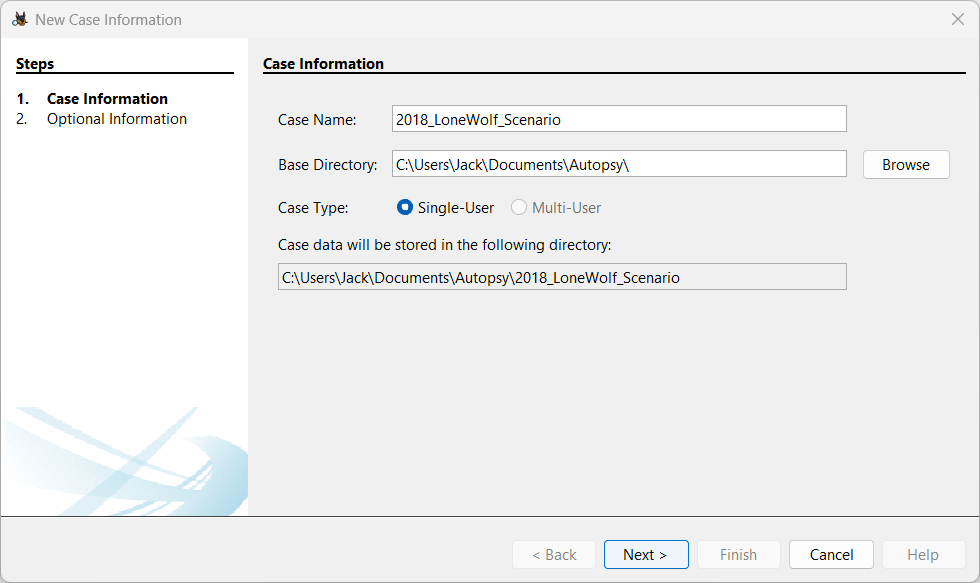 New Case Information
Steps
1. Case Information
2. Optional Information
Case Information
Case Name: 2018_LoneWolf_Scenario
Base Directory: C:\Users\Jack\Documents\Autopsy\ Browse
Case Type: Single-User Multi-User
Case data will be stored in the following directory:
C:\Users\Jack\Documents\Autopsy\2018_LoneWolf_Scenario
< Back Next > Finish Cancel Help